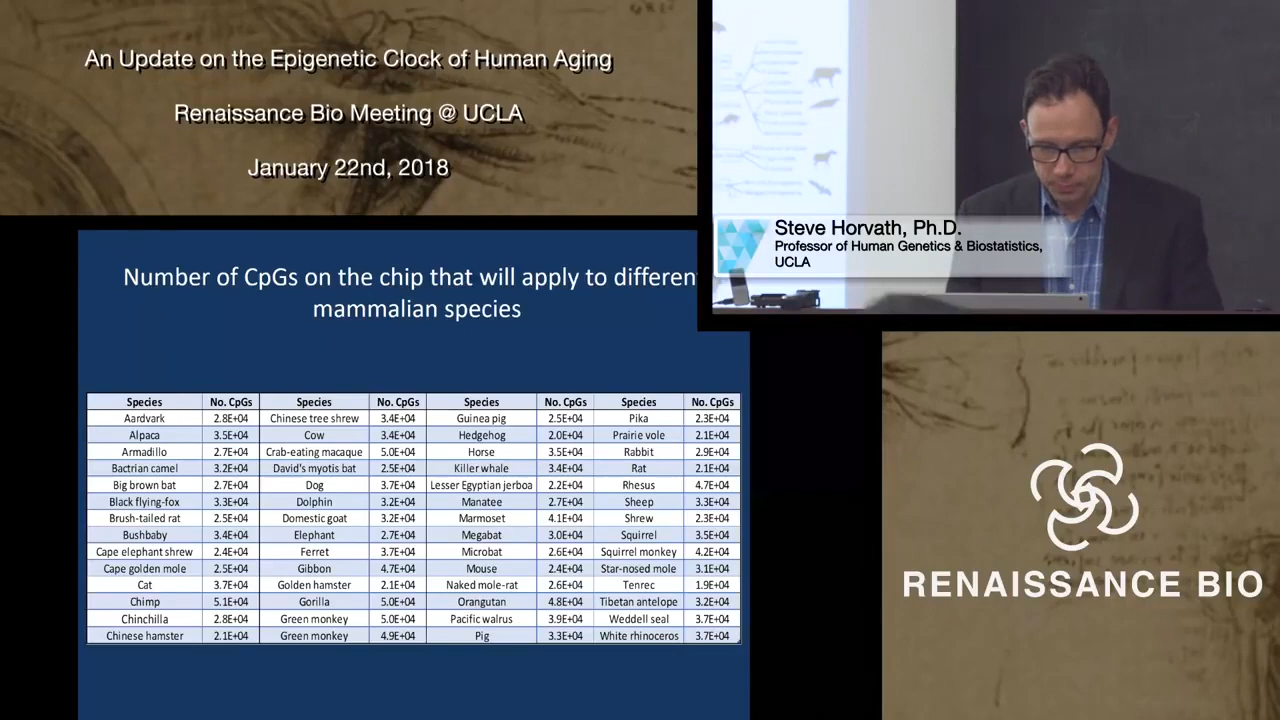 An Update on the Epigenetic Clock of Human Aging
Renaissance Bio Meeting @ UCLA
January 22nd, 2018
Steve Horvath, Ph.D.
Professor of Human Genetics & Biostatistics,
UCLA
Number of CpGs on the chip that will apply to differen
mammalian species
Species No. CpGs Species No. CpGs Species No. CpGs Species No. CpGs
Aardvark 2.8E+04 Chinese tree shrew 3.4E+04 Guinea pig 2.5E+04 Pika 2.3E+04
Alpaca 3.5E+04 Cow 3.4E+04 Hedgehog 2.0E+04 Prairie vole 2.1E+04
Armadillo 2.7E+04 Crab-eating macaque 5.0E+04 Horse 3.5E+04 Rabbit 2.9E+04
Bactrian camel 3.2E+04 David's myotis bat 2.5E+04 Killer whale 3.4E+04 Rat 2.1E+04
Big brown bat 2.7E+04 Dog 3.7E+04 Lesser Egyptian jerboa 2.2E+04 Rhesus 4.7E+04
Black flying-fox 3.3E+04 Dolphin 3.2E+04 Manatee 2.7E+04 Sheep 3.3E+04
Brush-tailed rat 2.5E+04 Domestic goat 3.2E+04 Marmoset 4.1E+04 Shrew 2.3E+04
Bushbaby 3.4E+04 Elephant 2.7E+04 Megabat 3.0E+04 Squirrel 3.5E+04
Cape elephant shrew 2.4E+04 Ferret 3.7E+04 Microbat 2.6E+04 Squirrel monkey 4.2E+04
Cape golden mole 2.5E+04 Gibbon 4.7E+04 Mouse 2.4E+04 Star-nosed mole 3.1E+04
Cat 3.7E+04 Golden hamster 2.1E+04 Naked mole-rat 2.6E+04 Tenrec 1.9E+04
Chimp 5.1E+04 Gorilla 5.0E+04 Orangutan 4.8E+04 Tibetan antelope 3.2E+04
Chinchilla 2.8E+04 Green monkey 5.0E+04 Pacific walrus 3.9E+04 Weddell seal 3.7E+04
Chinese hamster 2.1E+04 Green monkey 4.9E+04 Pig 3.3E+04 White rhinoceros 3.7E+04
RENAISSANCE BIO